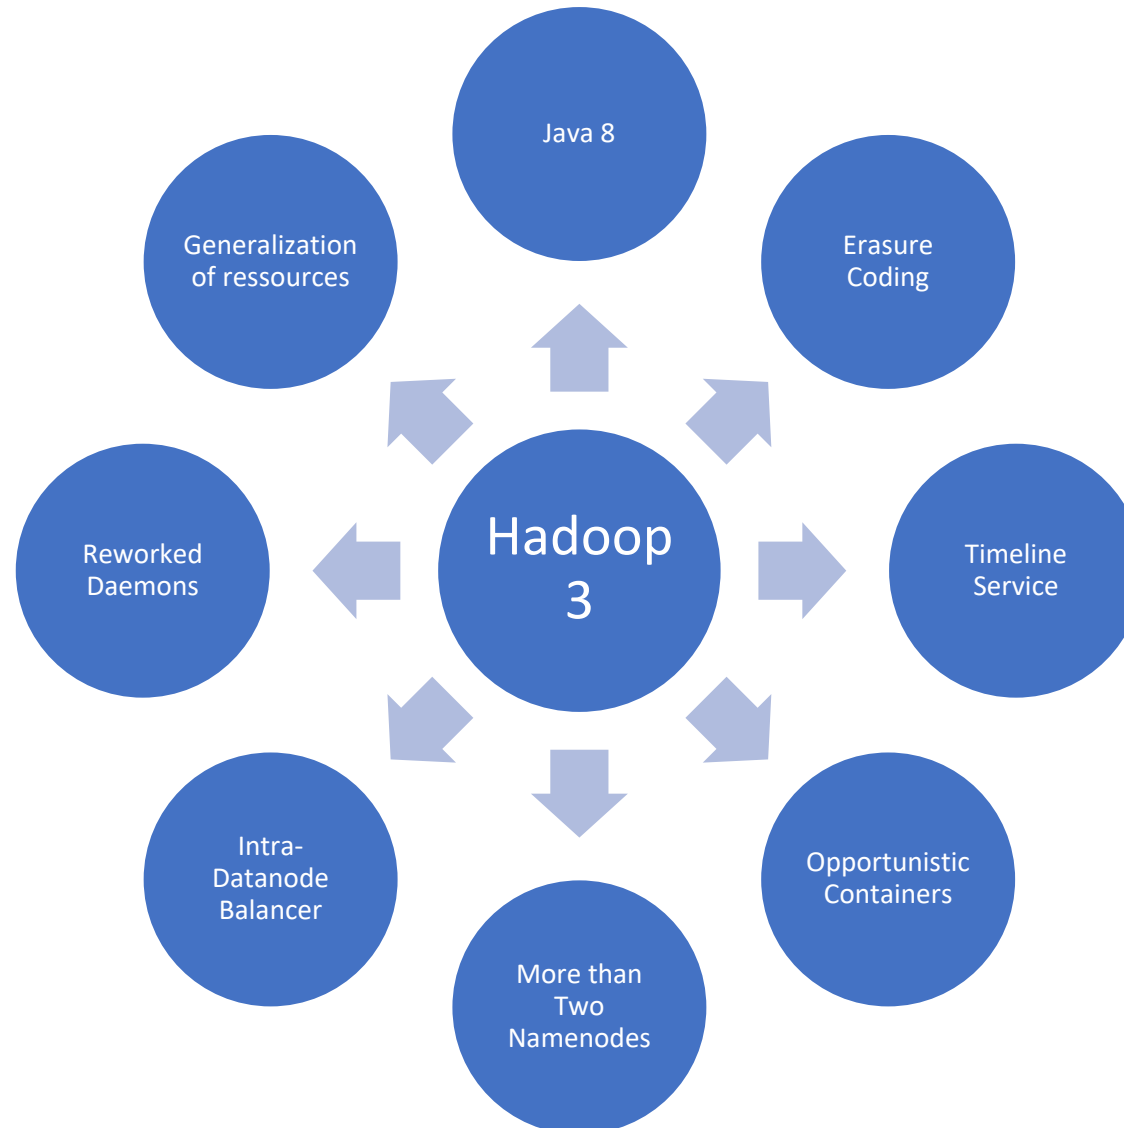 Java 8
Generalization
of ressources
Erasure
Coding
Reworked
Daemons
Hadoop
3
Timeline
Service
Intra-
Datanode
Balancer
Opportunistic
Containers
More than
Two
Namenodes